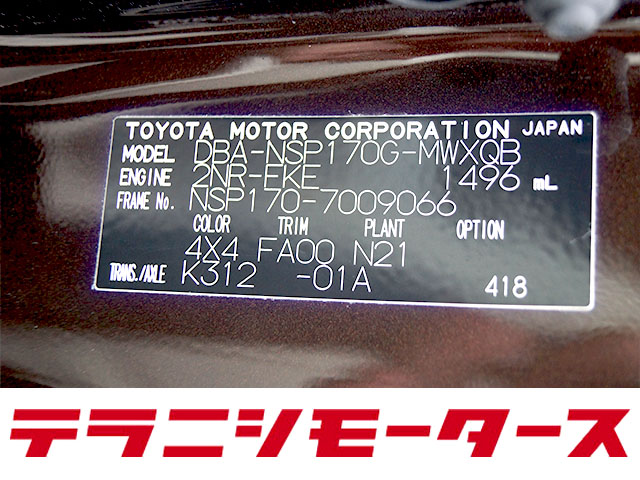 TOYOTA MOTOR CORPORATION JAPAN
MODEL DBA-NSP170G-MWXQB
ENGINE 2NR-FKE 1496 mL
FRAME No. NSP170-7009066
COLOR TRIM PLANT OPTION
4X4 FA00 N21
TRANS./AXLE K312 -01A 418
テラニシモータース